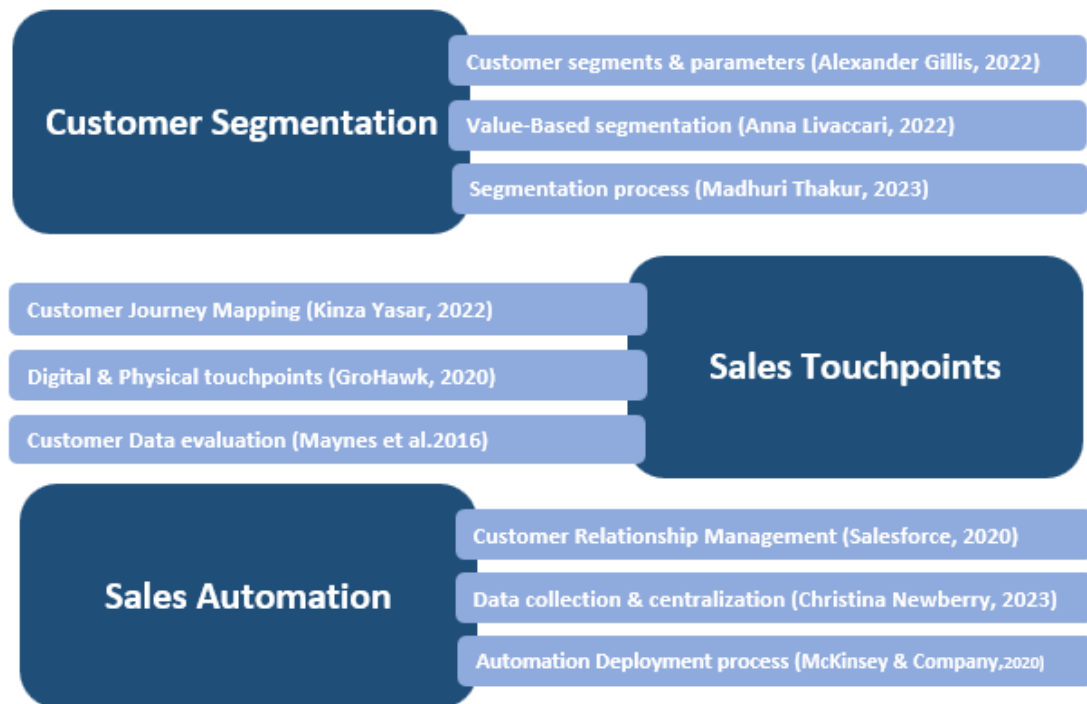 Customer Segmentation
Customer segments & parameters (Alexander Gillis, 2022)
Value-Based segmentation (Anna Livaccari, 2022)
Segmentation process (Madhuri Thakur, 2023)
Customer Journey Mapping (Kinza Yasar, 2022)
Digital & Physical touchpoints (GroHawk, 2020)
Customer Data evaluation (Maynes et al.2016)
Sales Touchpoints
Sales Automation
Customer Relationship Management (Salesforce, 2020)
Data collection & centralization (Christina Newberry, 2023)
Automation Deployment process (McKinsey & Company,2020)